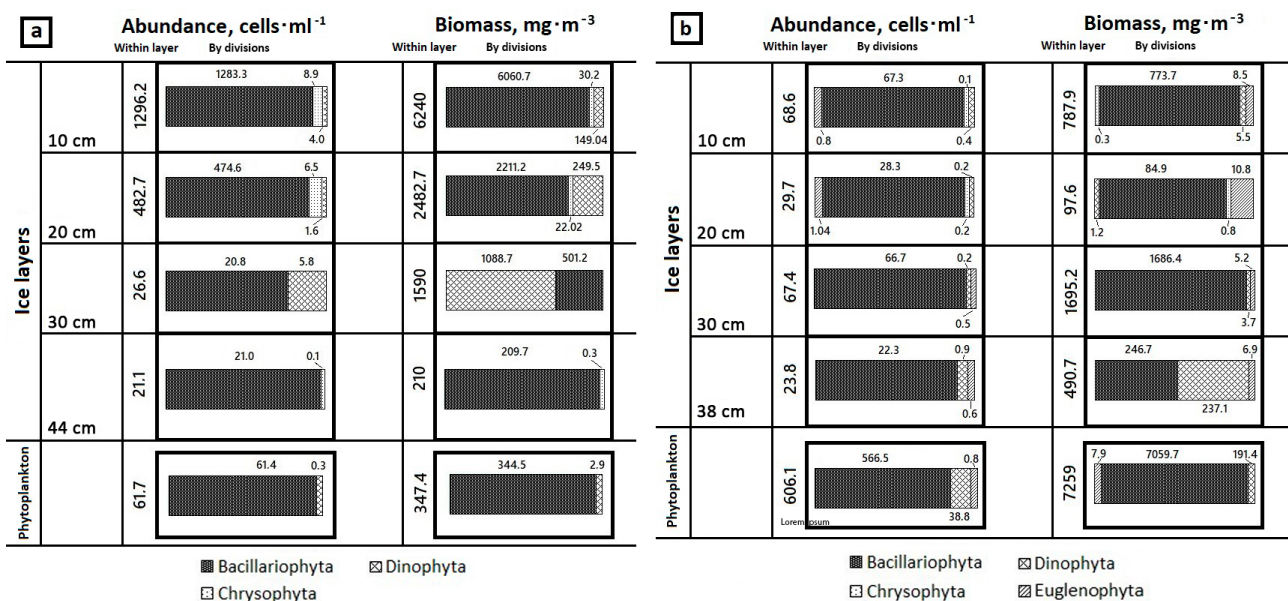 a
Abundance, cells·ml⁻¹
Biomass, mg·m⁻³
Within layer
By divisions
Within layer
By divisions
Ice layers
10 cm
1296.2
1283.3
8.9
4.0
6240
6060.7
30.2
149.04
20 cm
482.7
474.6
6.5
1.6
2482.7
2211.2
249.5
22.02
30 cm
26.6
20.8
5.8
1590
1088.7
501.2
44 cm
21.1
21.0
0.1
210
209.7
0.3
Phytoplankton
61.7
61.4
0.3
347.4
344.5
2.9
Bacillariophyta
Dinophyta
Chrysophyta
b
Abundance, cells·ml⁻¹
Biomass, mg·m⁻³
Within layer
By divisions
Within layer
By divisions
Ice layers
10 cm
68.6
67.3
0.1
0.8
0.4
787.9
773.7
8.5
0.3
5.5
20 cm
29.7
28.3
0.2
1.04
0.2
97.6
84.9
10.8
1.2
0.8
30 cm
67.4
66.7
0.2
0.5
1695.2
1686.4
5.2
3.7
38 cm
23.8
22.3
0.9
0.6
490.7
246.7
6.9
237.1
Phytoplankton
606.1
566.5
0.8
38.8
Lorem ipsum
7259
7.9
7059.7
191.4
Bacillariophyta
Dinophyta
Chrysophyta
Euglenophyta